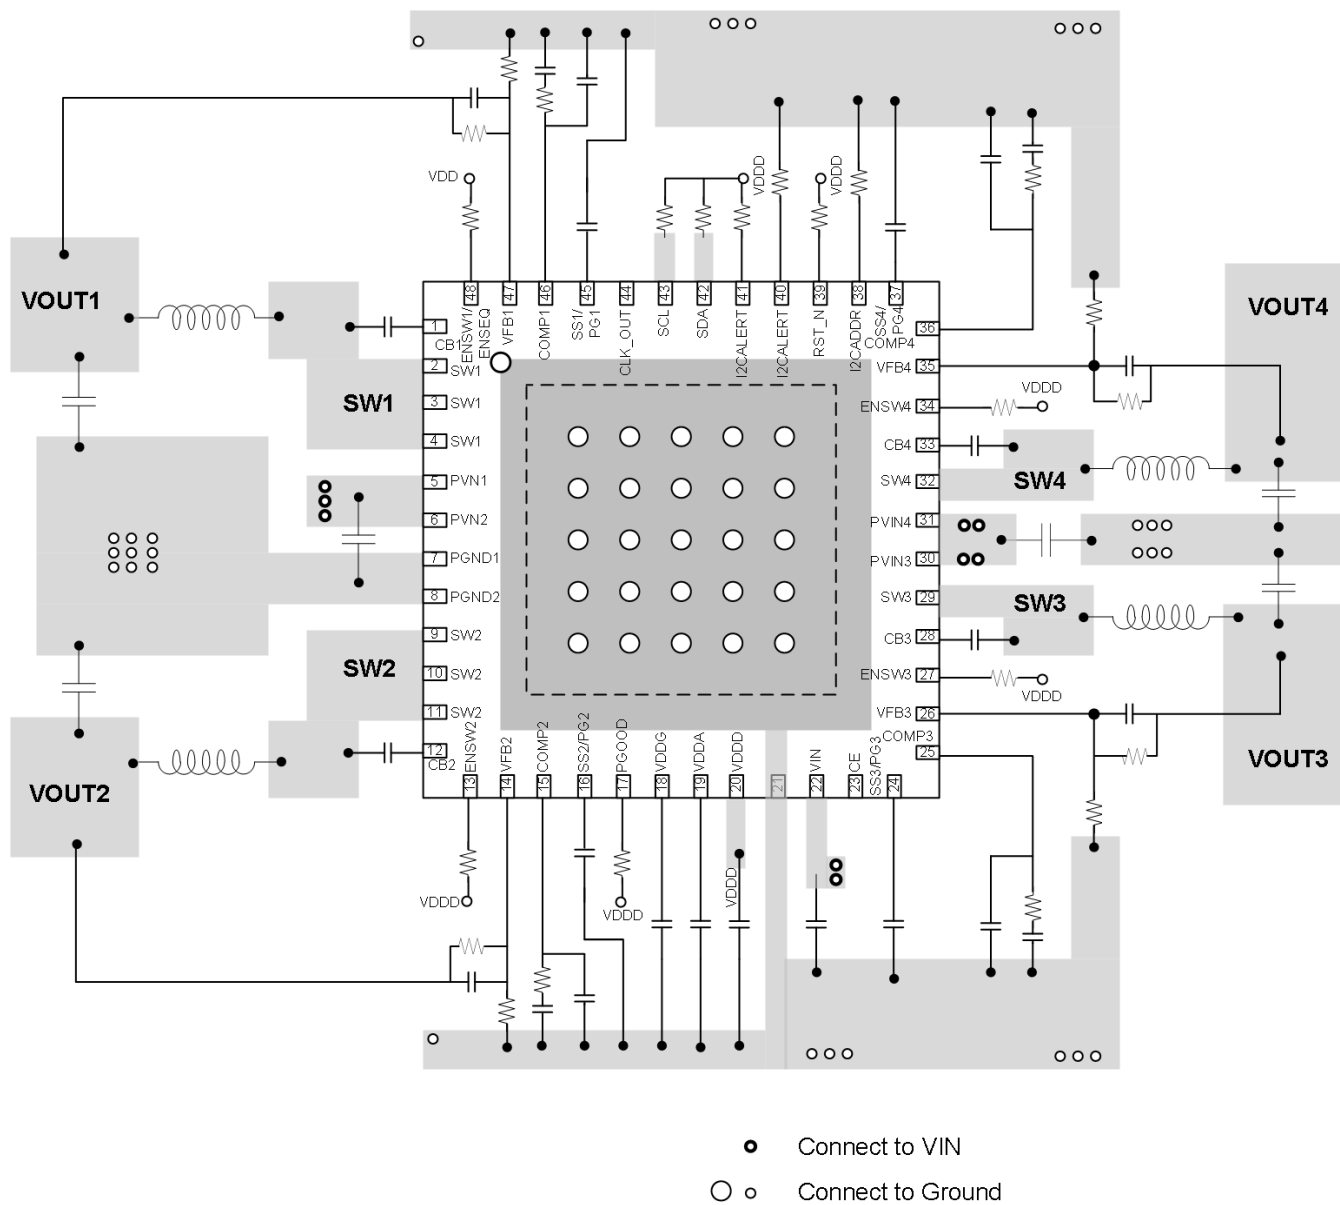 VDD
VDDD
VDDD
48
47
46
45
44
43
42
41
40
39
38
37
ENSW1/
ENSEQ
VFB1
COMP1
SS1/
PG1
CLK_OUT
SCL
SDA
I2CALERT
I2CALERT
RST_N
I2CADDR
SS4/
PG4
VOUT1
VOUT4
1
CB1
2
SW1
3
SW1
4
SW1
5
PVN1
6
PVN2
7
PGND1
8
PGND2
9
SW2
10
SW2
11
SW2
12
CB2
SW1
SW2
36
COMP4
VFB4
35
ENSW4
34
VDDD
CB4
33
SW4
32
SW4
PVIN4
31
PVIN3
30
SW3
29
SW3
CB3
28
ENSW3
27
VDDD
VFB3
26
COMP3
25
VOUT2
VOUT3
ENSW2
VFB2
COMP2
SS2/PG2
PGOOD
VDDG
VDDA
VDDD
VIN
CE
SS3/PG3
13
14
15
16
17
18
19
20
21
22
23
24
VDDD
VDDD
VDDD
Connect to VIN
Connect to Ground